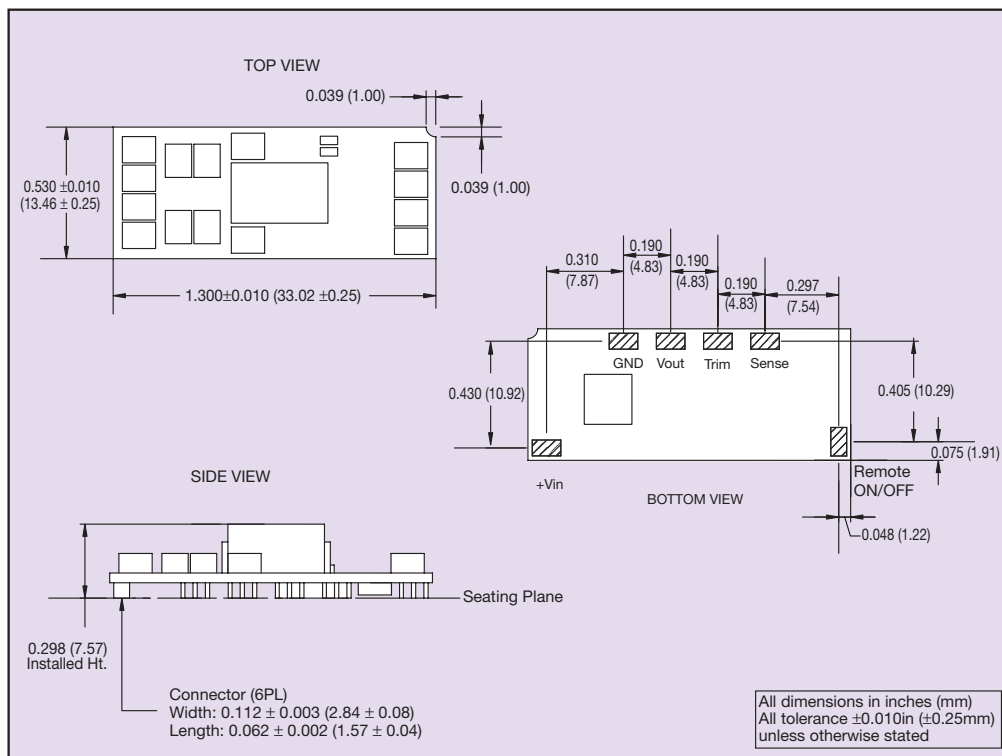 TOP VIEW
0.039 (1.00)
0.530 ±0.010
(13.46 ± 0.25)
0.039 (1.00)
1.300±0.010 (33.02 ±0.25)
0.310
(7.87)
0.190
(4.83)
0.190
(4.83)
0.190
(4.83)
0.297
(7.54)
GND Vout Trim Sense
0.430 (10.92)
0.405 (10.29)
0.075 (1.91)
+Vin
Remote
ON/OFF
BOTTOM VIEW
0.048 (1.22)
SIDE VIEW
Seating Plane
0.298 (7.57)
Installed Ht.
Connector (6PL)
Width: 0.112 ± 0.003 (2.84 ± 0.08)
Length: 0.062 ± 0.002 (1.57 ± 0.04)
All dimensions in inches (mm)
All tolerance ±0.010in (±0.25mm)
unless otherwise stated